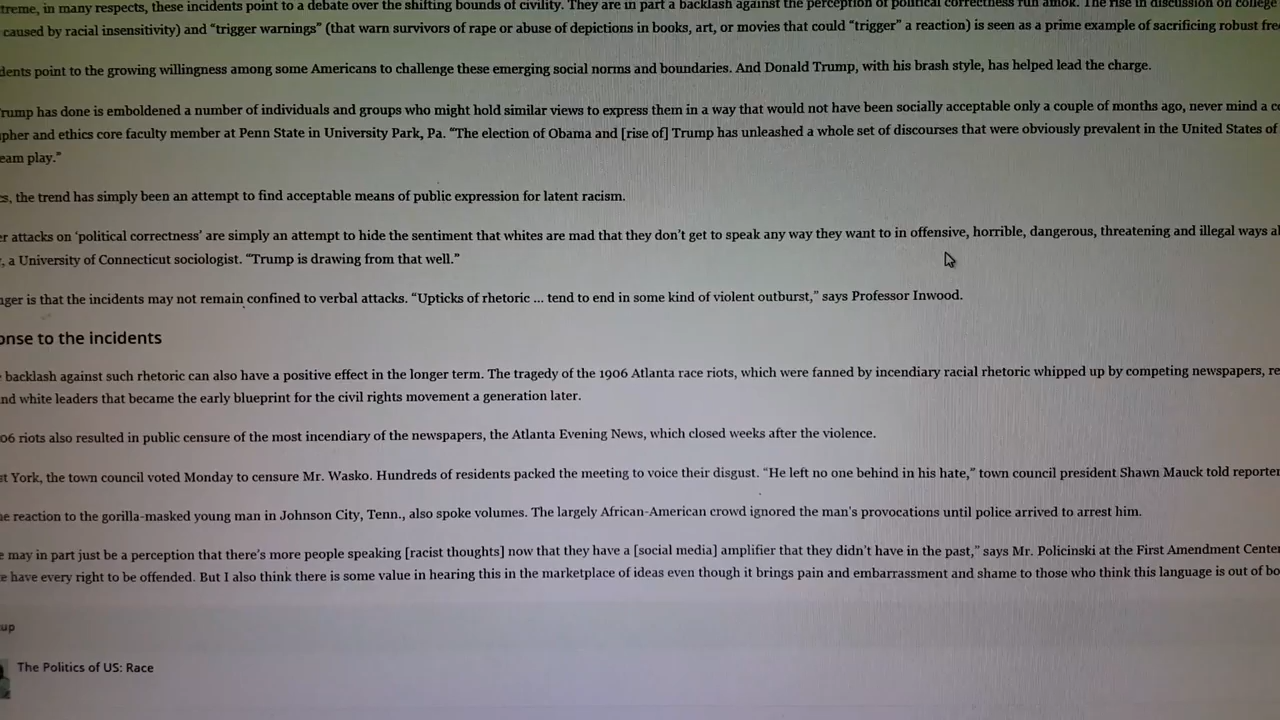 treme, in many respects, these incidents point to a debate over the shifting bounds of civility. They are in part a backlash against the perception of political correctness run amok. The rise in discussion on college
caused by racial insensitivity) and “trigger warnings” (that warn survivors of rape or abuse of depictions in books, art, or movies that could “trigger” a reaction) is seen as a prime example of sacrificing robust fre
dents point to the growing willingness among some Americans to challenge these emerging social norms and boundaries. And Donald Trump, with his brash style, has helped lead the charge.
rump has done is emboldened a number of individuals and groups who might hold similar views to express them in a way that would not have been socially acceptable only a couple of months ago, never mind a c
pher and ethics core faculty member at Penn State in University Park, Pa. “The election of Obama and [rise of] Trump has unleashed a whole set of discourses that were obviously prevalent in the United States of
eam play.”
cs, the trend has simply been an attempt to find acceptable means of public expression for latent racism.
er attacks on ‘political correctness’ are simply an attempt to hide the sentiment that whites are mad that they don’t get to speak any way they want to in offensive, horrible, dangerous, threatening and illegal ways al
, a University of Connecticut sociologist. “Trump is drawing from that well.”
nger is that the incidents may not remain confined to verbal attacks. “Upticks of rhetoric ... tend to end in some kind of violent outburst,” says Professor Inwood.
onse to the incidents
e backlash against such rhetoric can also have a positive effect in the longer term. The tragedy of the 1906 Atlanta race riots, which were fanned by incendiary racial rhetoric whipped up by competing newspapers, re
nd white leaders that became the early blueprint for the civil rights movement a generation later.
06 riots also resulted in public censure of the most incendiary of the newspapers, the Atlanta Evening News, which closed weeks after the violence.
st York, the town council voted Monday to censure Mr. Wasko. Hundreds of residents packed the meeting to voice their disgust. “He left no one behind in his hate,” town council president Shawn Mauck told reporter
he reaction to the gorilla-masked young man in Johnson City, Tenn., also spoke volumes. The largely African-American crowd ignored the man's provocations until police arrived to arrest him.
e may in part just be a perception that there's more people speaking [racist thoughts] now that they have a [social media] amplifier that they didn't have in the past,” says Mr. Policinski at the First Amendment Center
e have every right to be offended. But I also think there is some value in hearing this in the marketplace of ideas even though it brings pain and embarrassment and shame to those who think this language is out of bo
up
The Politics of US: Race